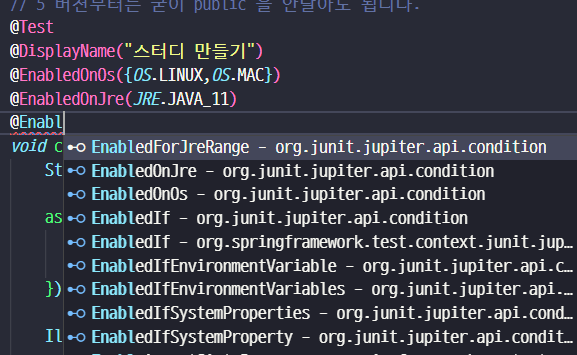 // 5 버전부터는 굳이 public 을 안달아도 됩니다.
@Test
@DisplayName("스터디 만들기")
@EnabledOnOs({OS.LINUX,OS.MAC})
@EnabledOnJre(JRE.JAVA_11)
@Enabl
void c
EnabledForJreRange – org.junit.jupiter.api.condition
St
EnabledOnJre – org.junit.jupiter.api.condition
EnabledOnOs – org.junit.jupiter.api.condition
as
EnabledIf – org.junit.jupiter.api.condition
EnabledIf – org.springframework.test.context.junit.jup...
EnabledIfEnvironmentVariable – org.junit.jupiter.api.c...
})
EnabledIfEnvironmentVariables – org.junit.jupiter.api....
EnabledIfSystemProperties – org.junit.jupiter.api.cond...
Il
EnabledIfSystemProperty – org.junit.jupiter.api.condit...